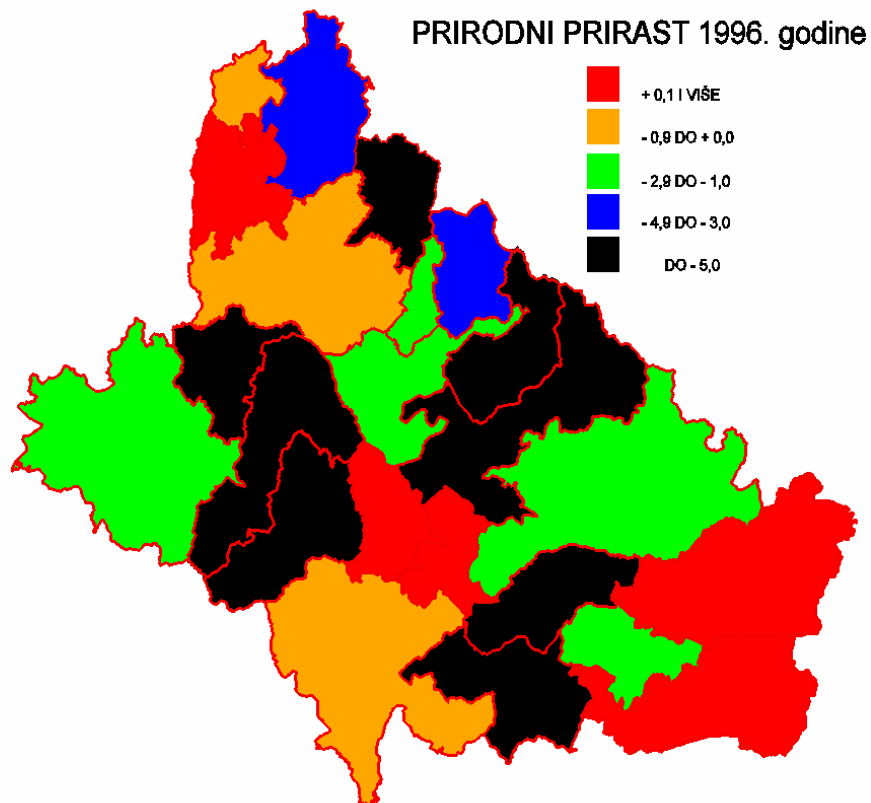 PRIRODNI PRIRAST 1996. godine
+ 0,1 I VIŠE
- 0,9 DO + 0,0
- 2,9 DO - 1,0
- 4,9 DO - 3,0
DO - 5,0